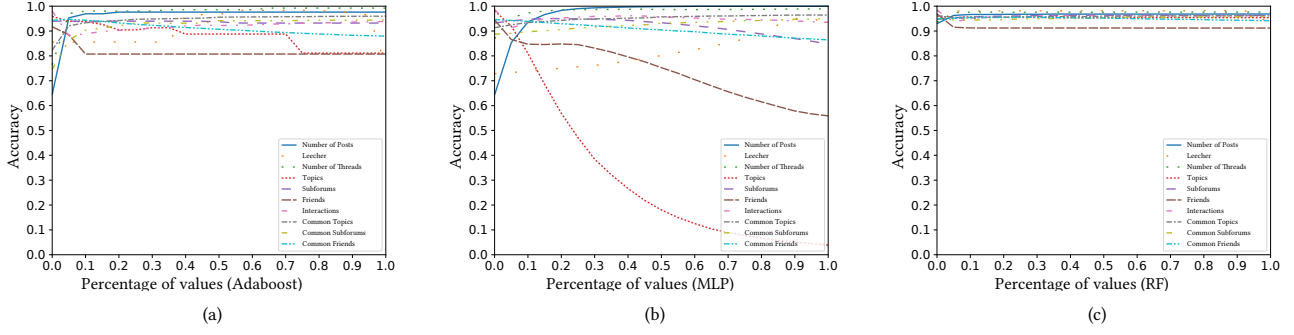 1.0
0.9
0.8
0.7
0.6
0.5
0.4
0.3
0.2
0.1
0.0
Accuracy
Number of Posts
Leecher
Number of Threads
Topics
Subforums
Friends
Interactions
Common Topics
Common Subforums
Common Friends
0.0 0.1 0.2 0.3 0.4 0.5 0.6 0.7 0.8 0.9 1.0
Percentage of values (Adaboost)
(a)
1.0
0.9
0.8
0.7
0.6
0.5
0.4
0.3
0.2
0.1
0.0
Accuracy
Number of Posts
Leecher
Number of Threads
Topics
Subforums
Friends
Interactions
Common Topics
Common Subforums
Common Friends
0.0 0.1 0.2 0.3 0.4 0.5 0.6 0.7 0.8 0.9 1.0
Percentage of values (MLP)
(b)
1.0
0.9
0.8
0.7
0.6
0.5
0.4
0.3
0.2
0.1
0.0
Accuracy
Number of Posts
Leecher
Number of Threads
Topics
Subforums
Friends
Interactions
Common Topics
Common Subforums
Common Friends
0.0 0.1 0.2 0.3 0.4 0.5 0.6 0.7 0.8 0.9 1.0
Percentage of values (RF)
(c)